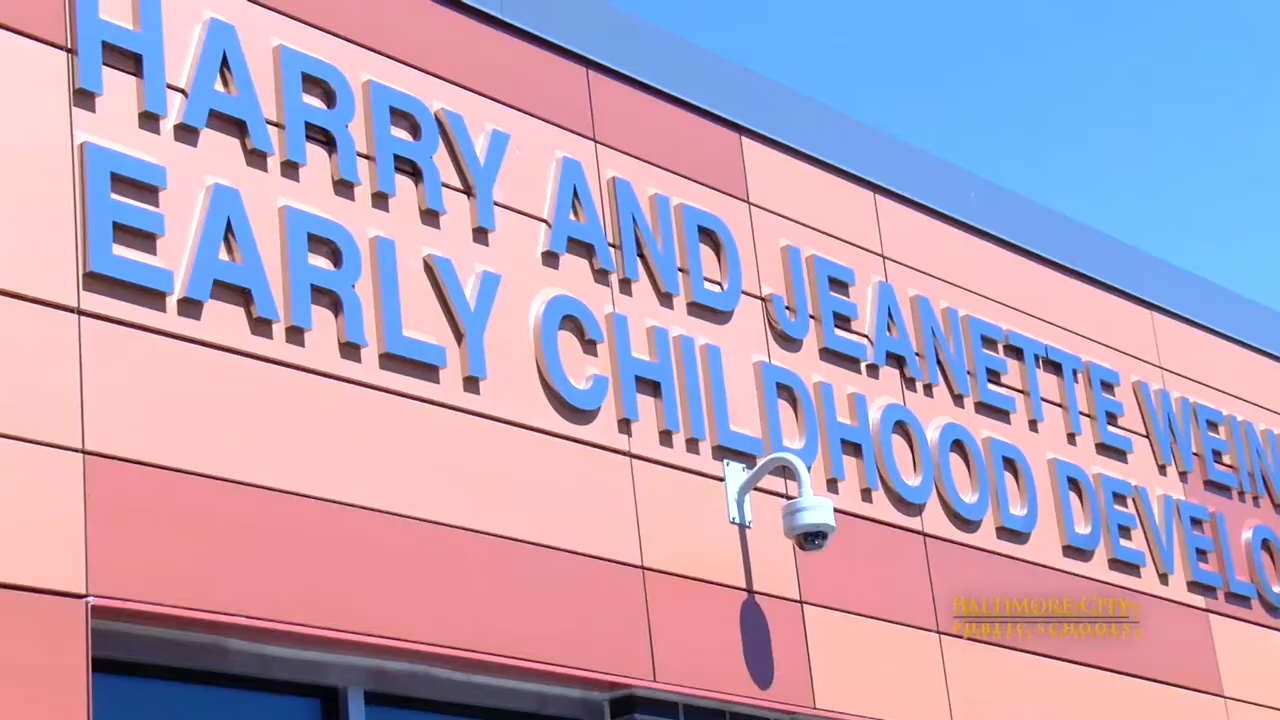 HARRY AND JEANETTE WEIN
EARLY CHILDHOOD DEVELO
BALTIMORE CITY
PUBLIC SCHOOLS